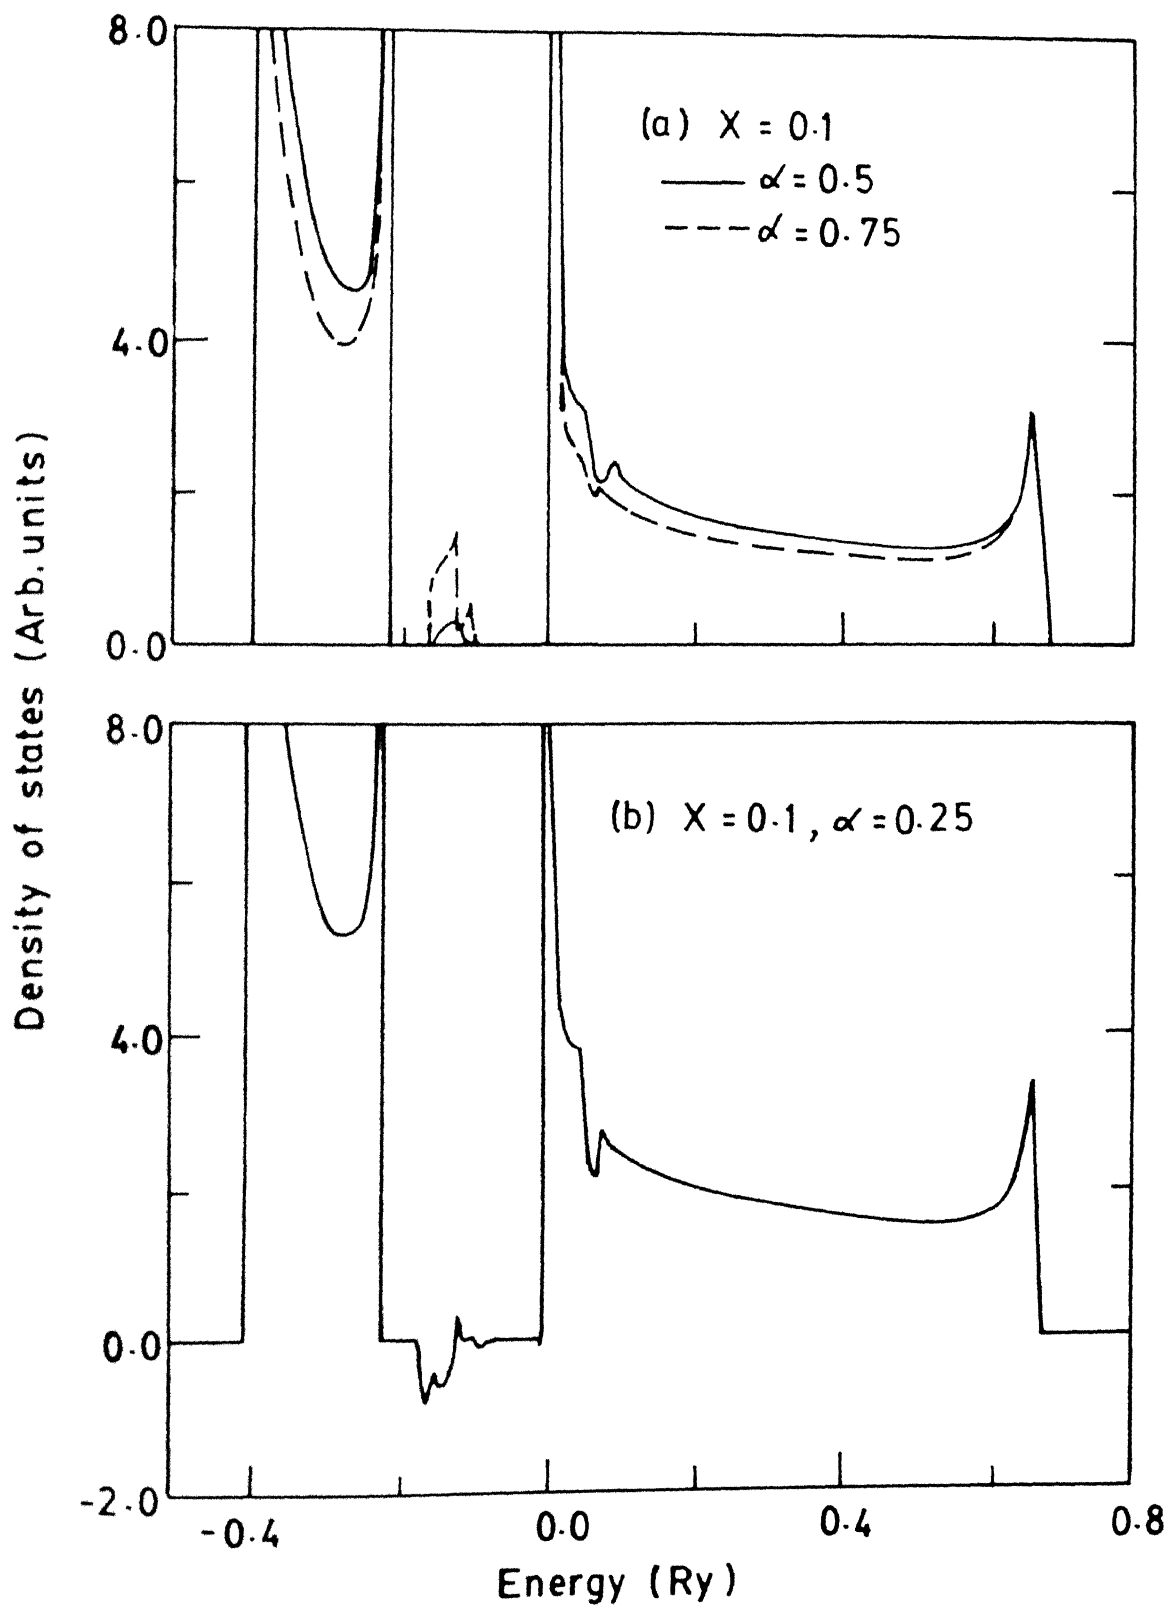 8.0
(a) X = 0.1
α = 0.5
α = 0.75
4.0
0.0
Density of states (Arb. units)
8.0
(b) X = 0.1, α = 0.25
4.0
0.0
-2.0
-0.4 0.0 0.4 0.8
Energy (Ry)